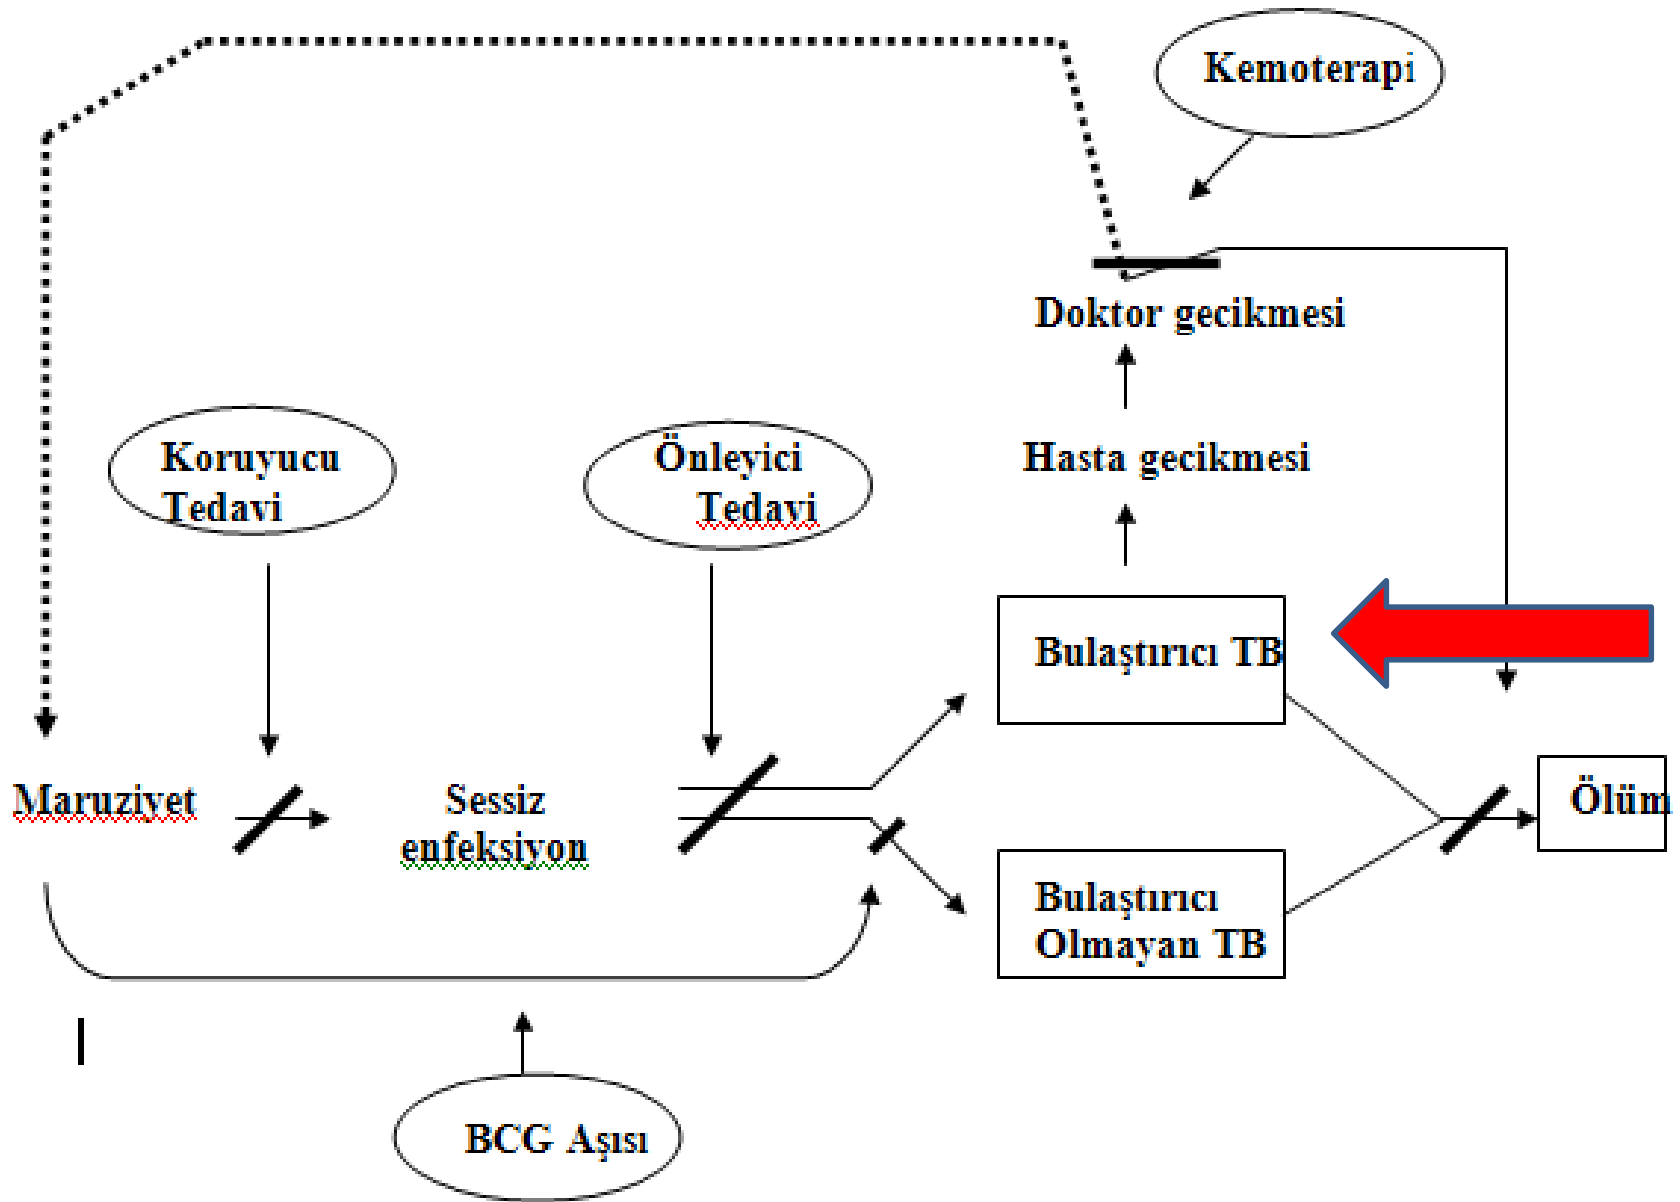 Kemoterapi
Doktor gecikmesi
Hasta gecikmesi
Koruyucu
Tedavi
Önleyici
Tedavi
Bulaştırıcı TB
Maruziyet
Sessiz
enfeksiyon
Ölüm
Bulaştırıcı
Olmayan TB
BCG Aşısı